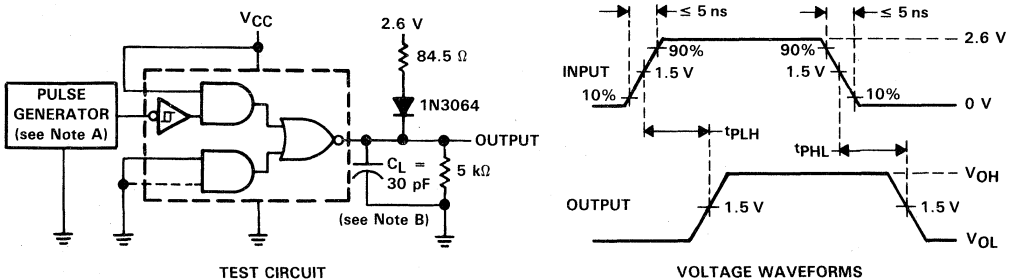 VCC
2.6 V
84.5 Ω
1N3064
PULSE
GENERATOR
(see Note A)
OUTPUT
CL =
30 pF
5 kΩ
(see Note B)
TEST CIRCUIT
≤ 5 ns
≤ 5 ns
2.6 V
90%
90%
INPUT
1.5 V
1.5 V
10%
10%
0 V
tPLH
tPHL
VOH
OUTPUT
1.5 V
1.5 V
VOL
VOLTAGE WAVEFORMS